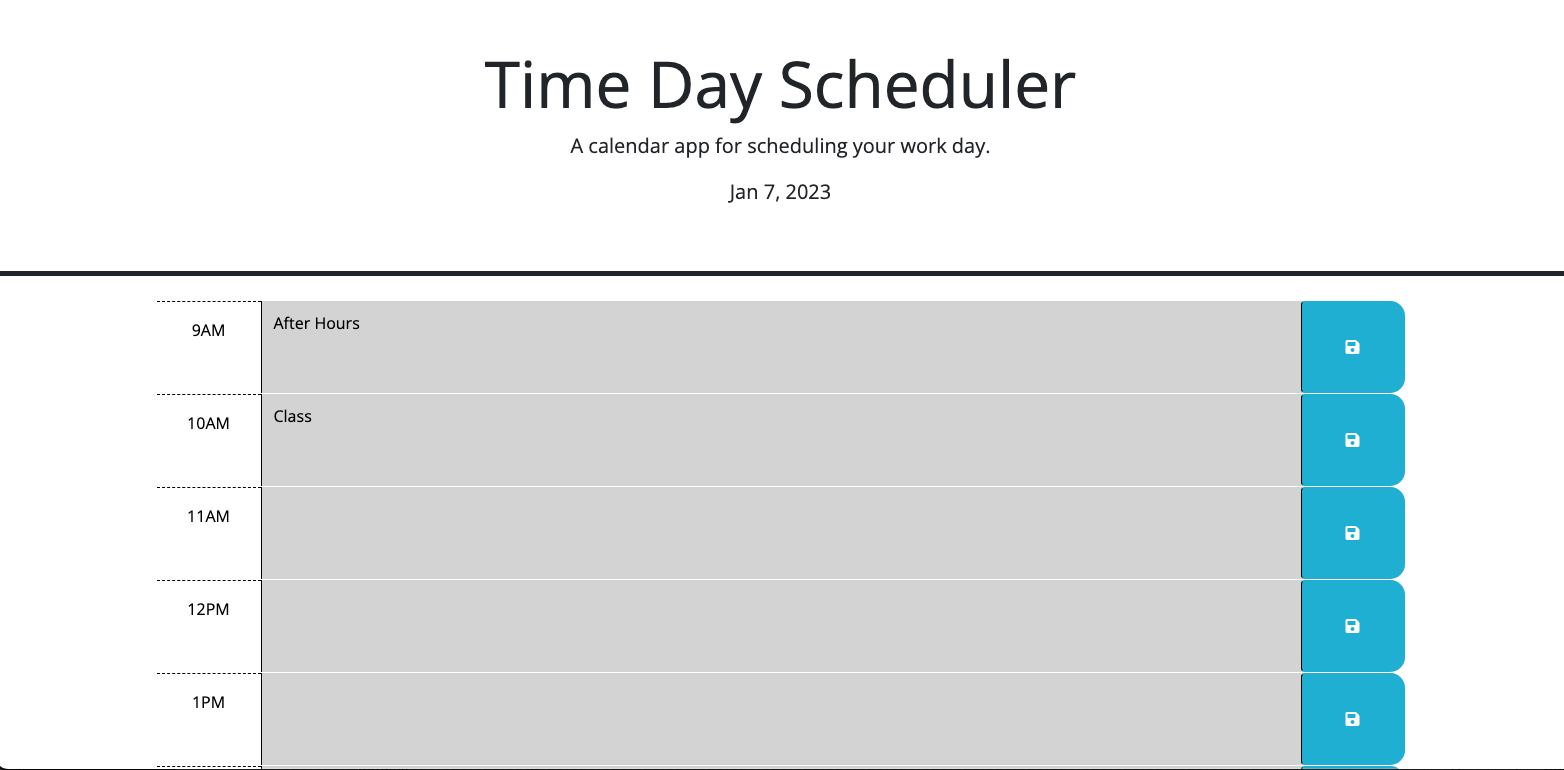 Time Day Scheduler
A calendar app for scheduling your work day.
Jan 7, 2023
9AM
After Hours
10AM
Class
11AM
12PM
1PM